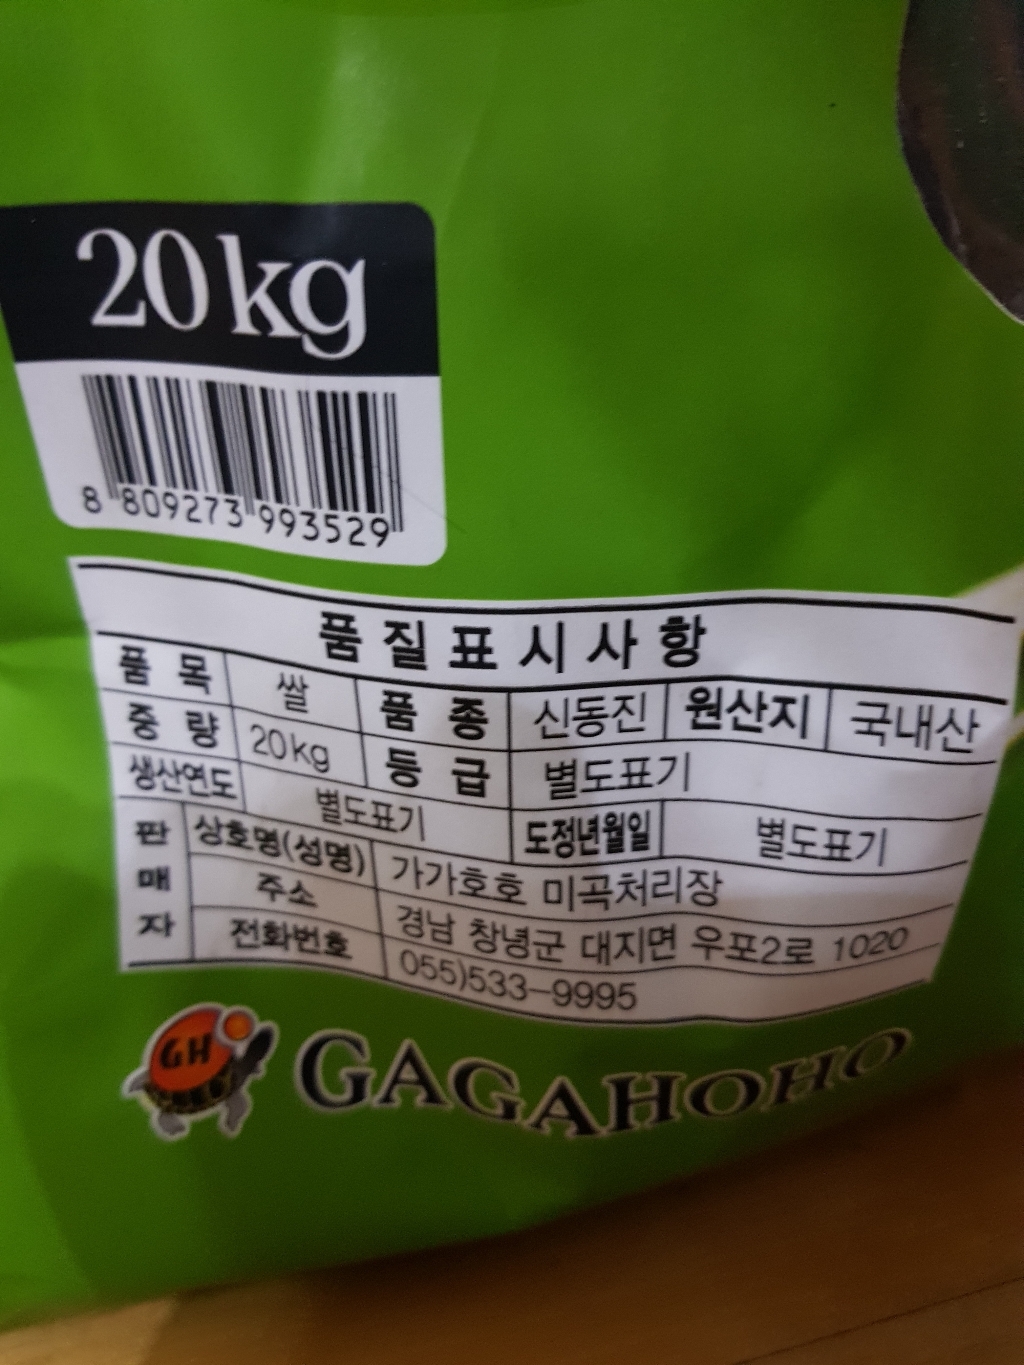 20kg
8 809273 993529
품질표시사항
품목 쌀 품종 신동진 원산지 국내산
중량 20kg 등급 별도표기
생산연도 별도표기 도정년월일 별도표기
판매자 상호명(성명) 가가호호 미곡처리장
주소 경남 창녕군 대지면 우포2로 1020
전화번호 055)533-9995
GH
GAGAHOHO